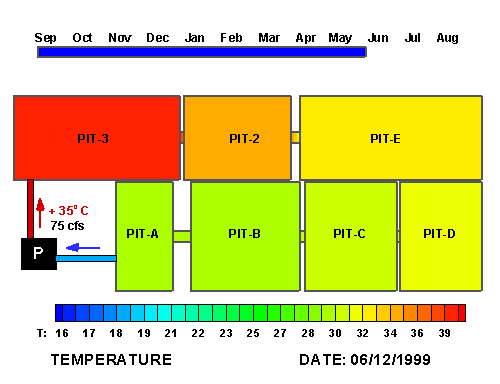 Sep Oct Nov Dec Jan Feb Mar Apr May Jun Jul Aug
PIT-3 PIT-2 PIT-E
+ 35° C
75 cfs
P
PIT-A PIT-B PIT-C PIT-D
T: 16 17 18 19 21 22 23 25 27 28 30 32 34 36 39
TEMPERATURE DATE: 06/12/1999